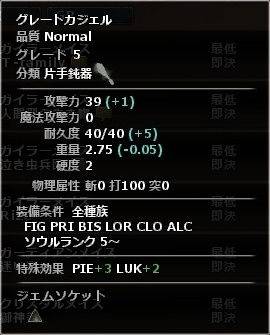 グレートカジェル
品質 Normal
グレード 5
分類 片手鈍器
攻撃力 39 (+1)
魔法攻撃力 0
耐久度 40/40 (+5)
重量 2.75 (-0.05)
硬度 2
物理属性 斬0 打100 突0
装備条件 全種族
FIG PRI BIS LOR CLO ALC
ソウルランク 5～
特殊効果 PIE+3 LUK+2
ジェムソケット